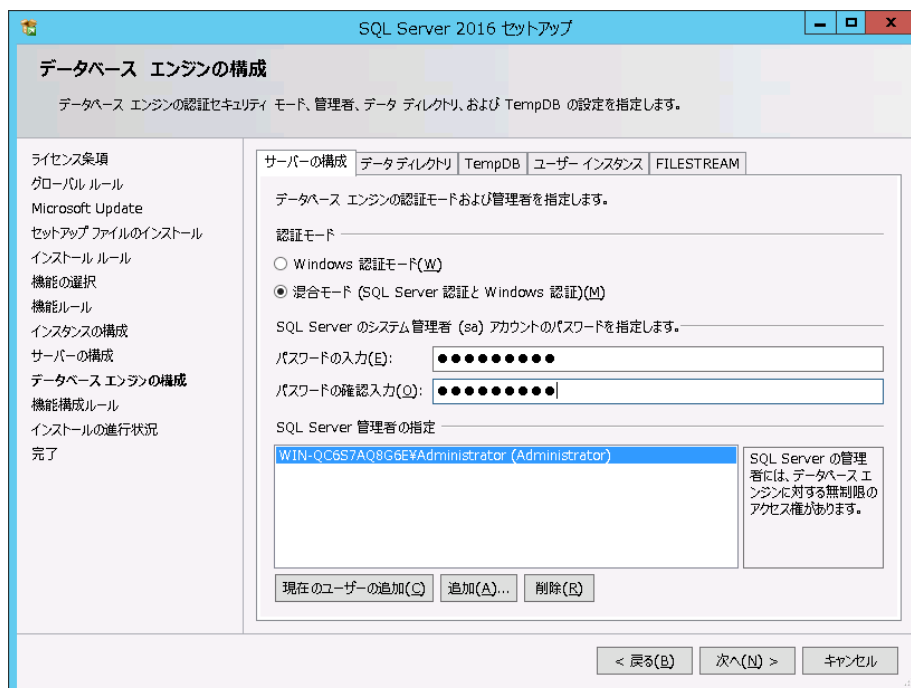 SQL Server 2016 セットアップ
データベース エンジンの構成
データベース エンジンの認証セキュリティ モード、管理者、データ ディレクトリ、および TempDB の設定を指定します。
ライセンス条項
グローバル ルール
Microsoft Update
セットアップ ファイルのインストール
インストール ルール
機能の選択
機能ルール
インスタンスの構成
サーバーの構成
データベース エンジンの構成
機能構成ルール
インストールの進行状況
完了
サーバーの構成 データ ディレクトリ TempDB ユーザー インスタンス FILESTREAM
データベース エンジンの認証モードおよび管理者を指定します。
認証モード
Windows 認証モード(W)
混合モード (SQL Server 認証と Windows 認証)(M)
SQL Server のシステム管理者 (sa) アカウントのパスワードを指定します。
パスワードの入力(E): ●●●●●●●●●
パスワードの確認入力(O): ●●●●●●●●●
SQL Server 管理者の指定
WIN-QC6S7AQ8G6E¥Administrator (Administrator)
SQL Server の管理
者には、データベース エ
ンジンに対する無制限の
アクセス権があります。
現在のユーザーの追加(C) 追加(A)... 削除(R)
< 戻る(B) 次へ(N) > キャンセル